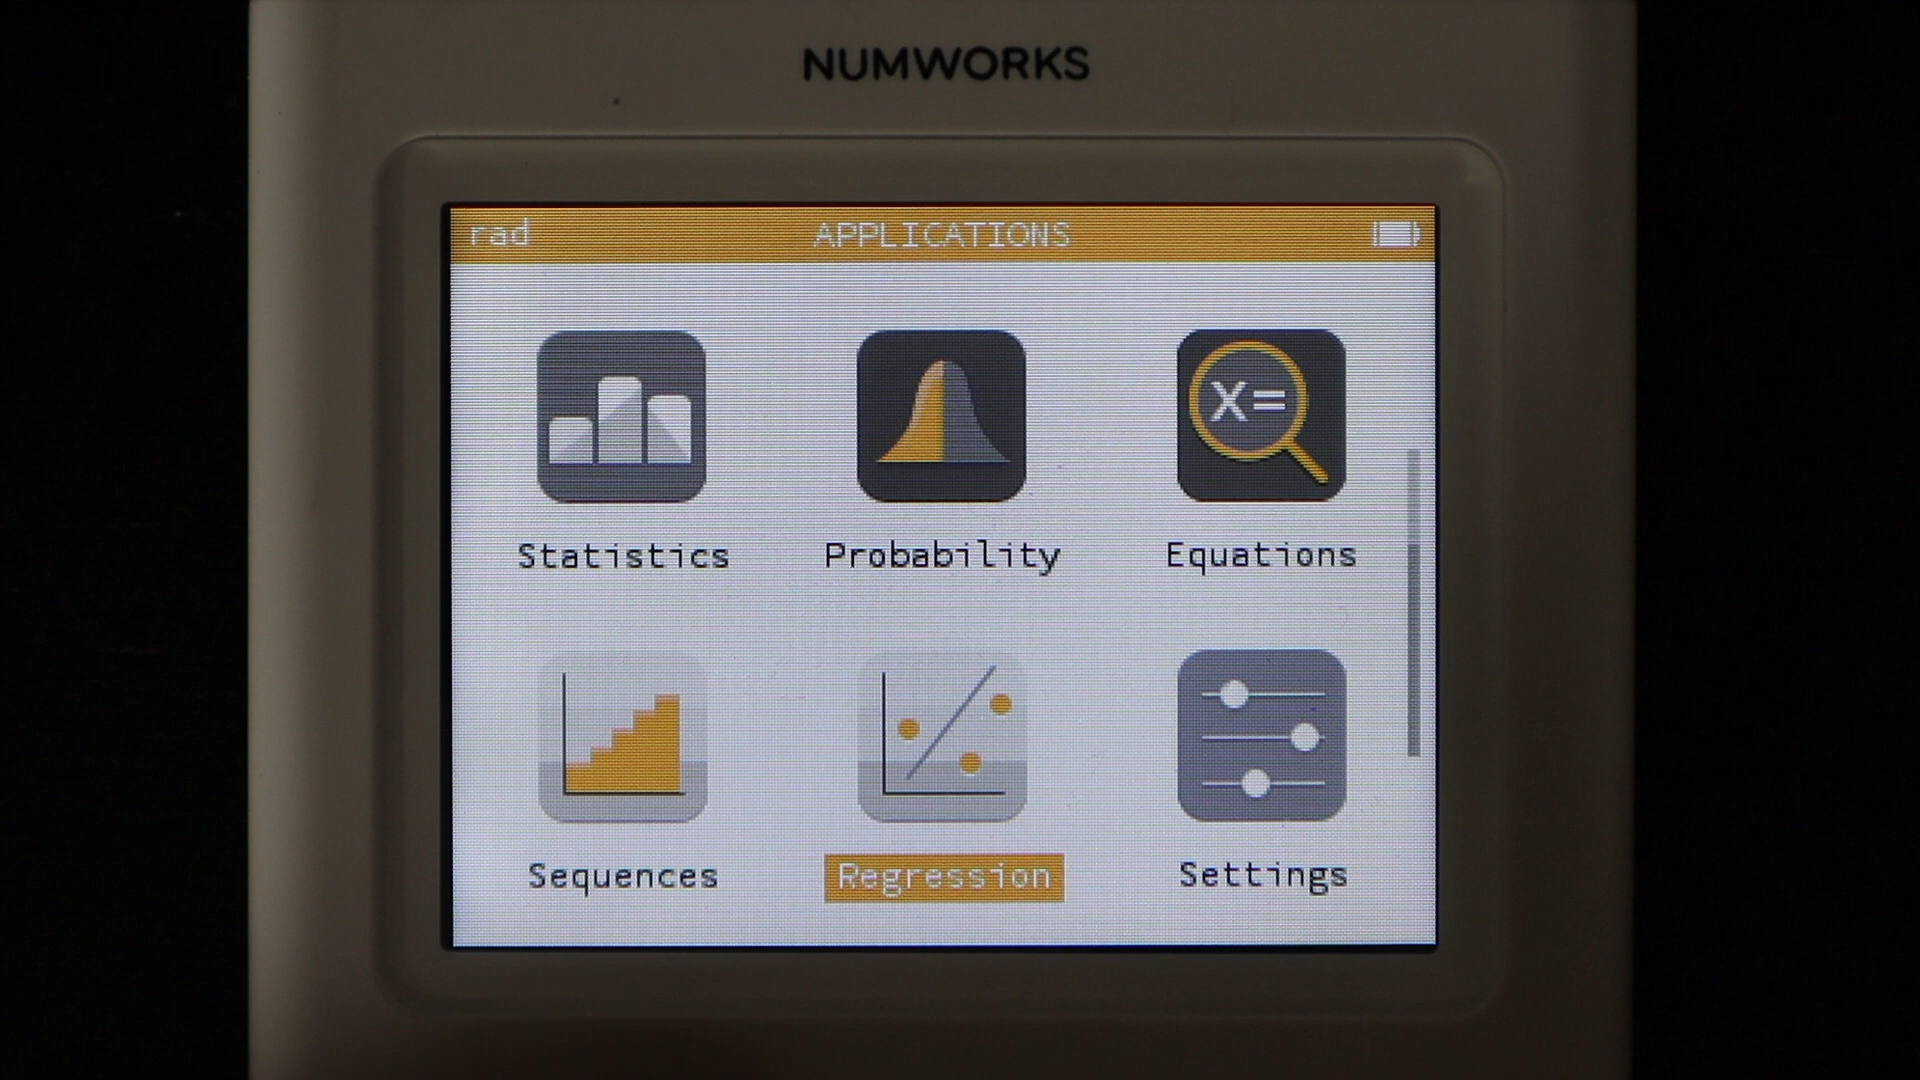 NUMWORKS
rad APPLICATIONS
X=
Statistics Probability Equations
Sequences Regression Settings